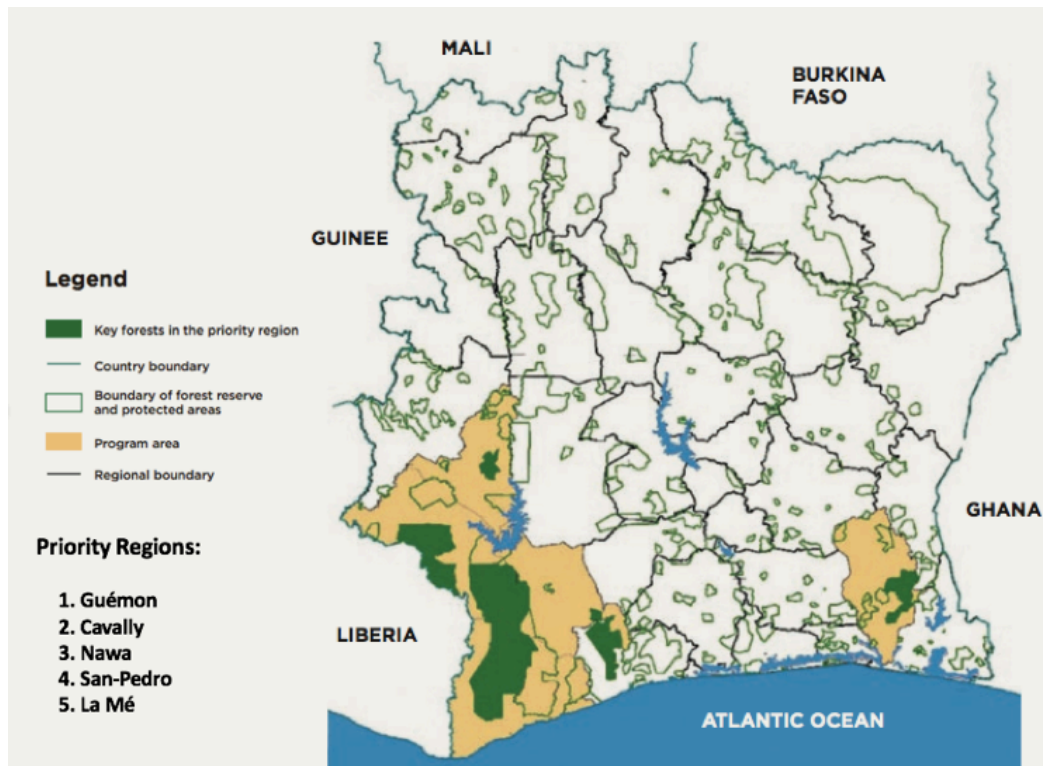 MALI
BURKINA
FASO
GUINEE
Legend
Key forests in the priority region
Country boundary
Boundary of forest reserve
and protected areas
Program area
Regional boundary
GHANA
Priority Regions:
1. Guémon
2. Cavally
3. Nawa
4. San-Pedro
5. La Mé
LIBERIA
ATLANTIC OCEAN